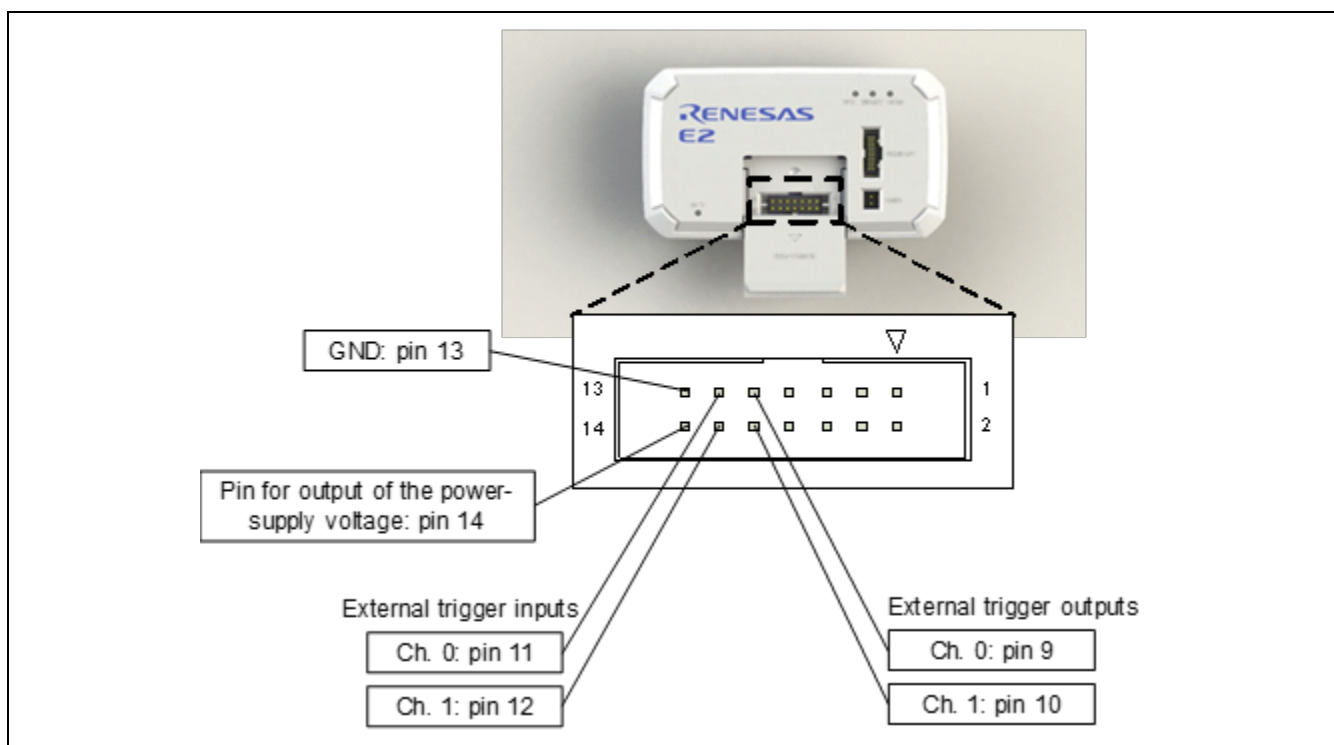 RENESAS
E2
GND: pin 13
13
1
14
2
Pin for output of the power-
supply voltage: pin 14
External trigger inputs
External trigger outputs
Ch. 0: pin 11
Ch. 0: pin 9
Ch. 1: pin 12
Ch. 1: pin 10